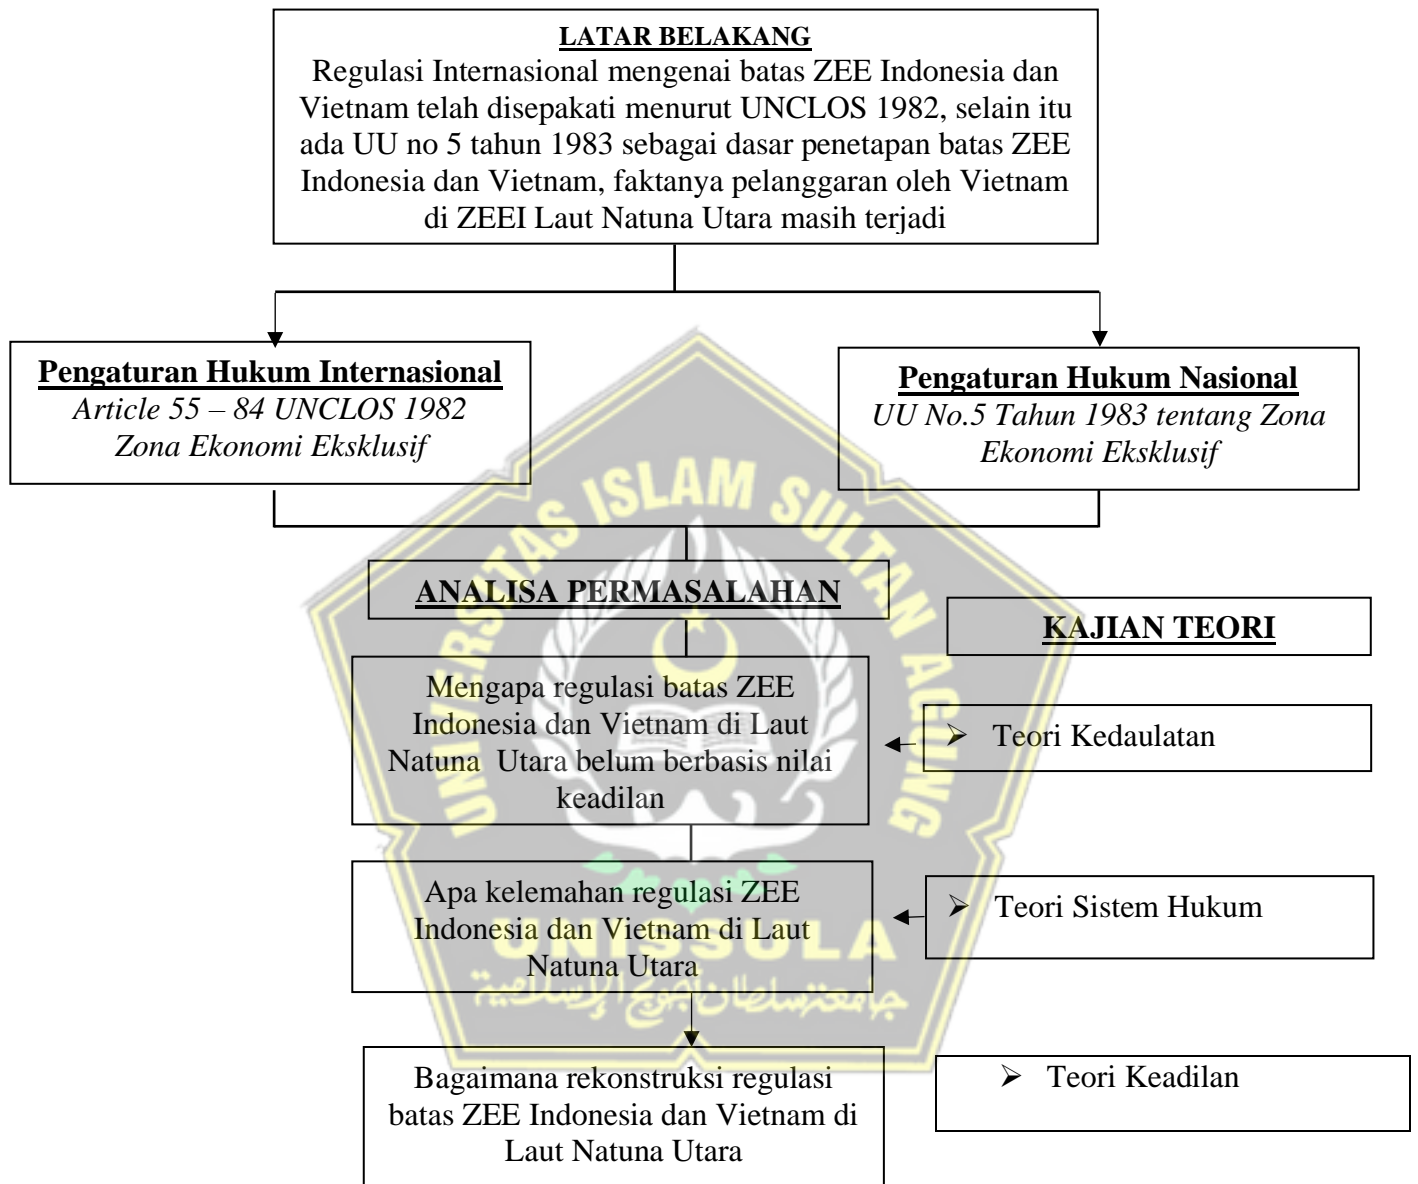 LATAR BELAKANG
Regulasi Internasional mengenai batas ZEE Indonesia dan
Vietnam telah disepakati menurut UNCLOS 1982, selain itu
ada UU no 5 tahun 1983 sebagai dasar penetapan batas ZEE
Indonesia dan Vietnam, faktanya pelanggaran oleh Vietnam
di ZEEI Laut Natuna Utara masih terjadi
Pengaturan Hukum Internasional
Article 55 – 84 UNCLOS 1982
Zona Ekonomi Eksklusif
Pengaturan Hukum Nasional
UU No.5 Tahun 1983 tentang Zona
Ekonomi Eksklusif
UNIVERSITAS ISLAM SULTAN AGUNG
ANALISA PERMASALAHAN
KAJIAN TEORI
Mengapa regulasi batas ZEE
Indonesia dan Vietnam di Laut
Natuna Utara belum berbasis nilai
keadilan
➢ Teori Kedaulatan
Apa kelemahan regulasi ZEE
Indonesia dan Vietnam di Laut
Natuna Utara
➢ Teori Sistem Hukum
UNISSULA
جامعتسلطان أجونج الإسلامية
Bagaimana rekonstruksi regulasi
batas ZEE Indonesia dan Vietnam di
Laut Natuna Utara
➢ Teori Keadilan